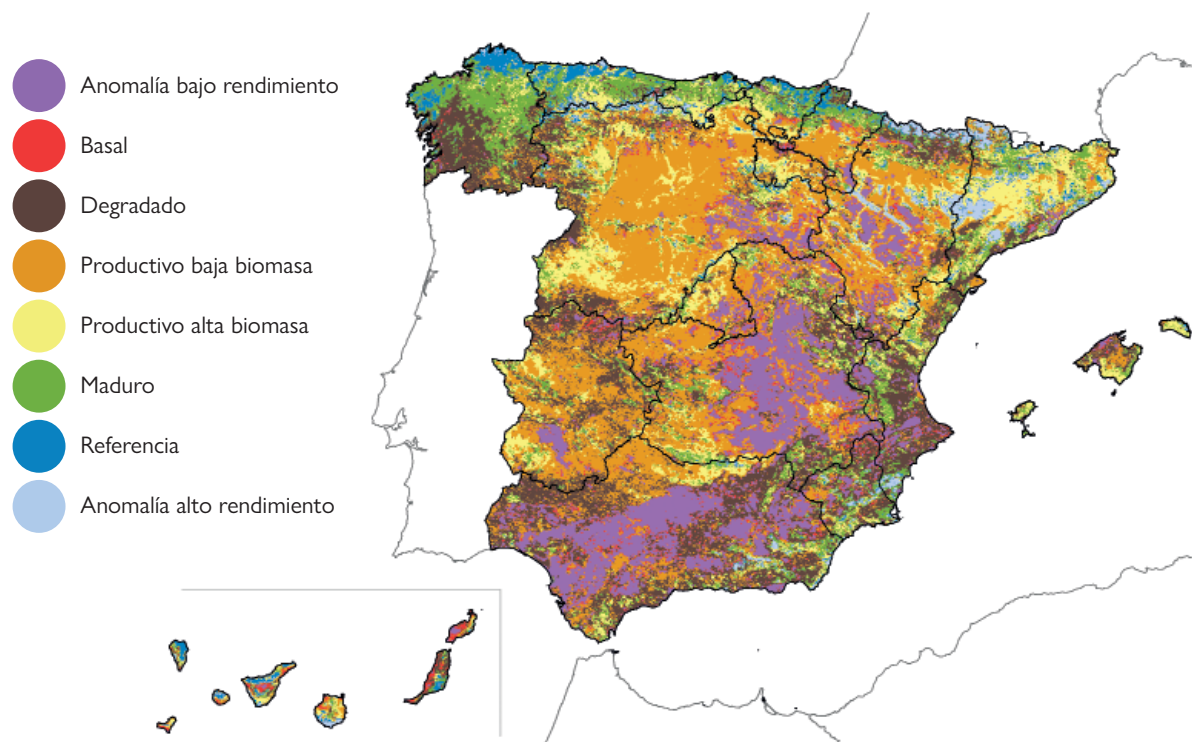 Anomalía bajo rendimiento
Basal
Degradado
Productivo baja biomasa
Productivo alta biomasa
Maduro
Referencia
Anomalía alto rendimiento